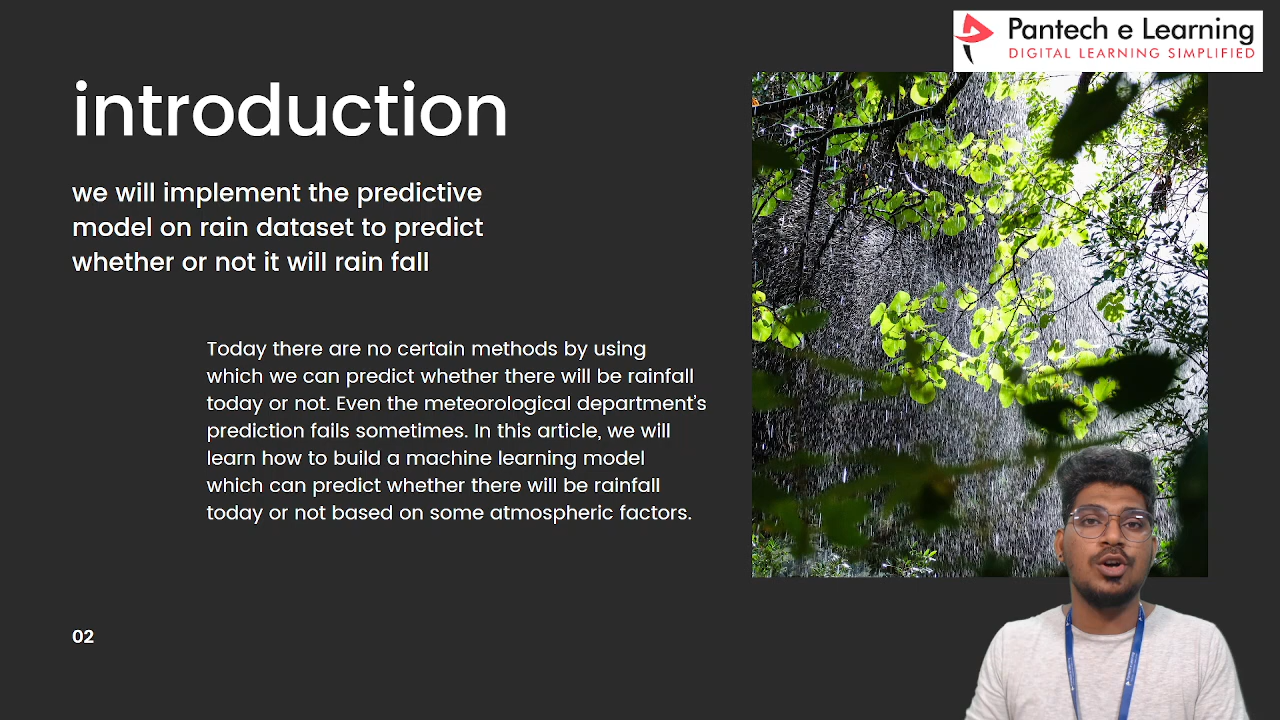 Pantech e Learning
DIGITAL LEARNING SIMPLIFIED
introduction
we will implement the predictive
model on rain dataset to predict
whether or not it will rain fall
Today there are no certain methods by using
which we can predict whether there will be rainfall
today or not. Even the meteorological department's
prediction fails sometimes. In this article, we will
learn how to build a machine learning model
which can predict whether there will be rainfall
today or not based on some atmospheric factors.
02